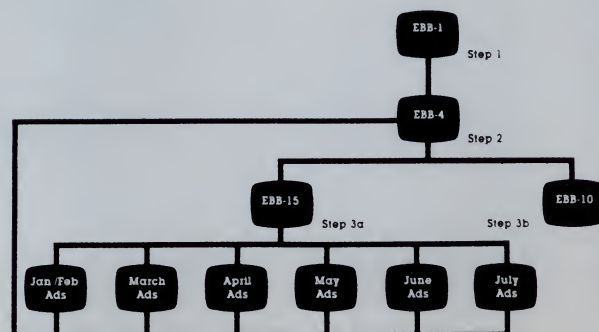 EBB-1
Step 1
EBB-4
Step 2
EBB-15
EBB-10
Step 3a
Step 3b
Jan/Feb
Ads
March
Ads
April
Ads
May
Ads
June
Ads
July
Ads